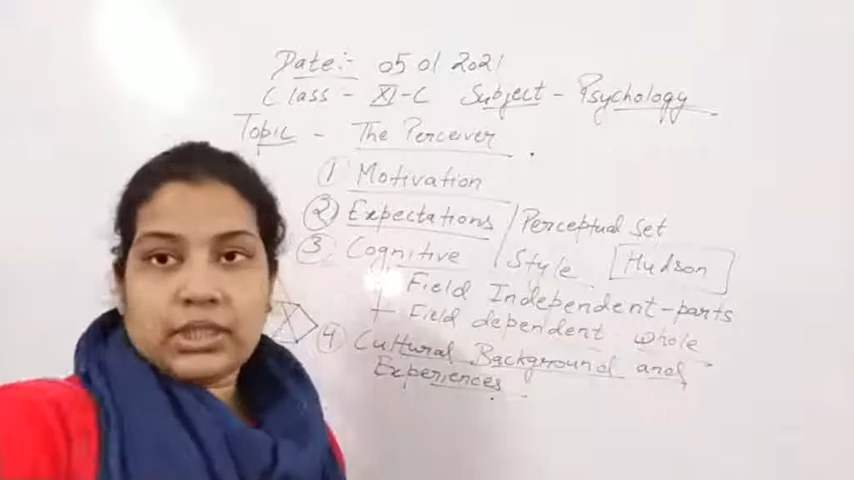 Date:- 05 01 2021
Class - XI-C Subject - Psychology
Topic - The Perceiver
1 Motivation
2 Expectations / Perceptual Set
3 Cognitive Style Hudson
Field Independent-parts
Field dependent whole
4 Cultural Background and
Experiences